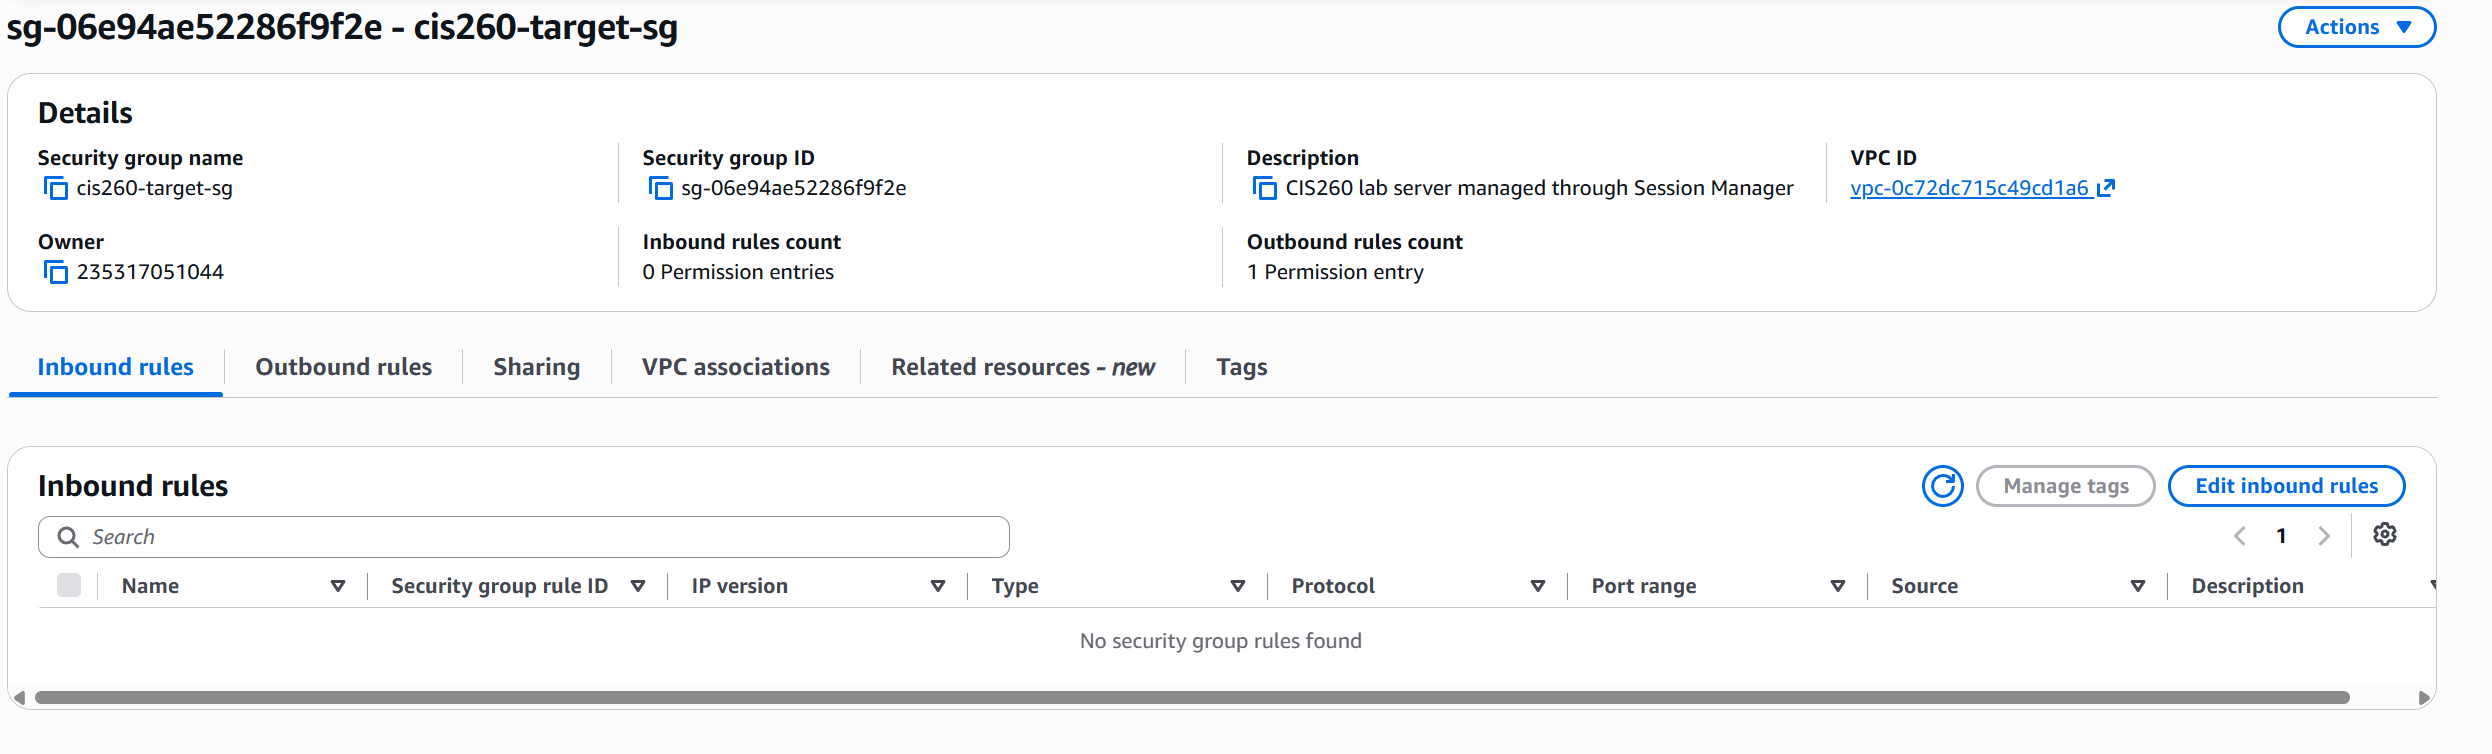 sg-06e94ae52286f9f2e - cis260-target-sg
Actions
Details
Security group name
cis260-target-sg
Security group ID
sg-06e94ae52286f9f2e
Description
CIS260 lab server managed through Session Manager
VPC ID
vpc-0c72dc715c49cd1a6
Owner
235317051044
Inbound rules count
0 Permission entries
Outbound rules count
1 Permission entry
Inbound rules
Outbound rules
Sharing
VPC associations
Related resources - new
Tags
Inbound rules
Manage tags
Edit inbound rules
Search
1
Name
Security group rule ID
IP version
Type
Protocol
Port range
Source
Description
No security group rules found